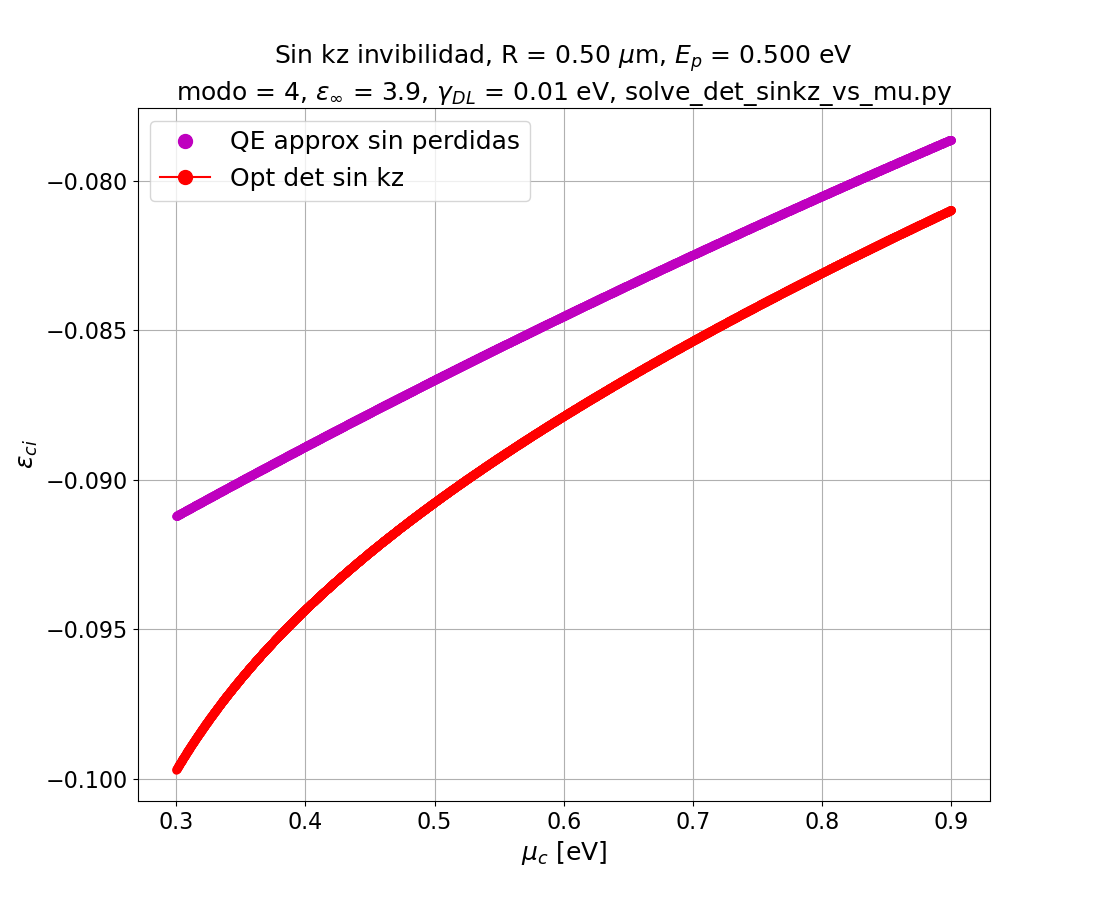 Sin kz invibilidad, R = 0.50 μm, E_p = 0.500 eV
modo = 4, ε_∞ = 3.9, γ_DL = 0.01 eV, solve_det_sinkz_vs_mu.py
QE approx sin perdidas
Opt det sin kz
−0.080
−0.085
−0.090
−0.095
−0.100
ε_ci
0.3 0.4 0.5 0.6 0.7 0.8 0.9
μ_c [eV]